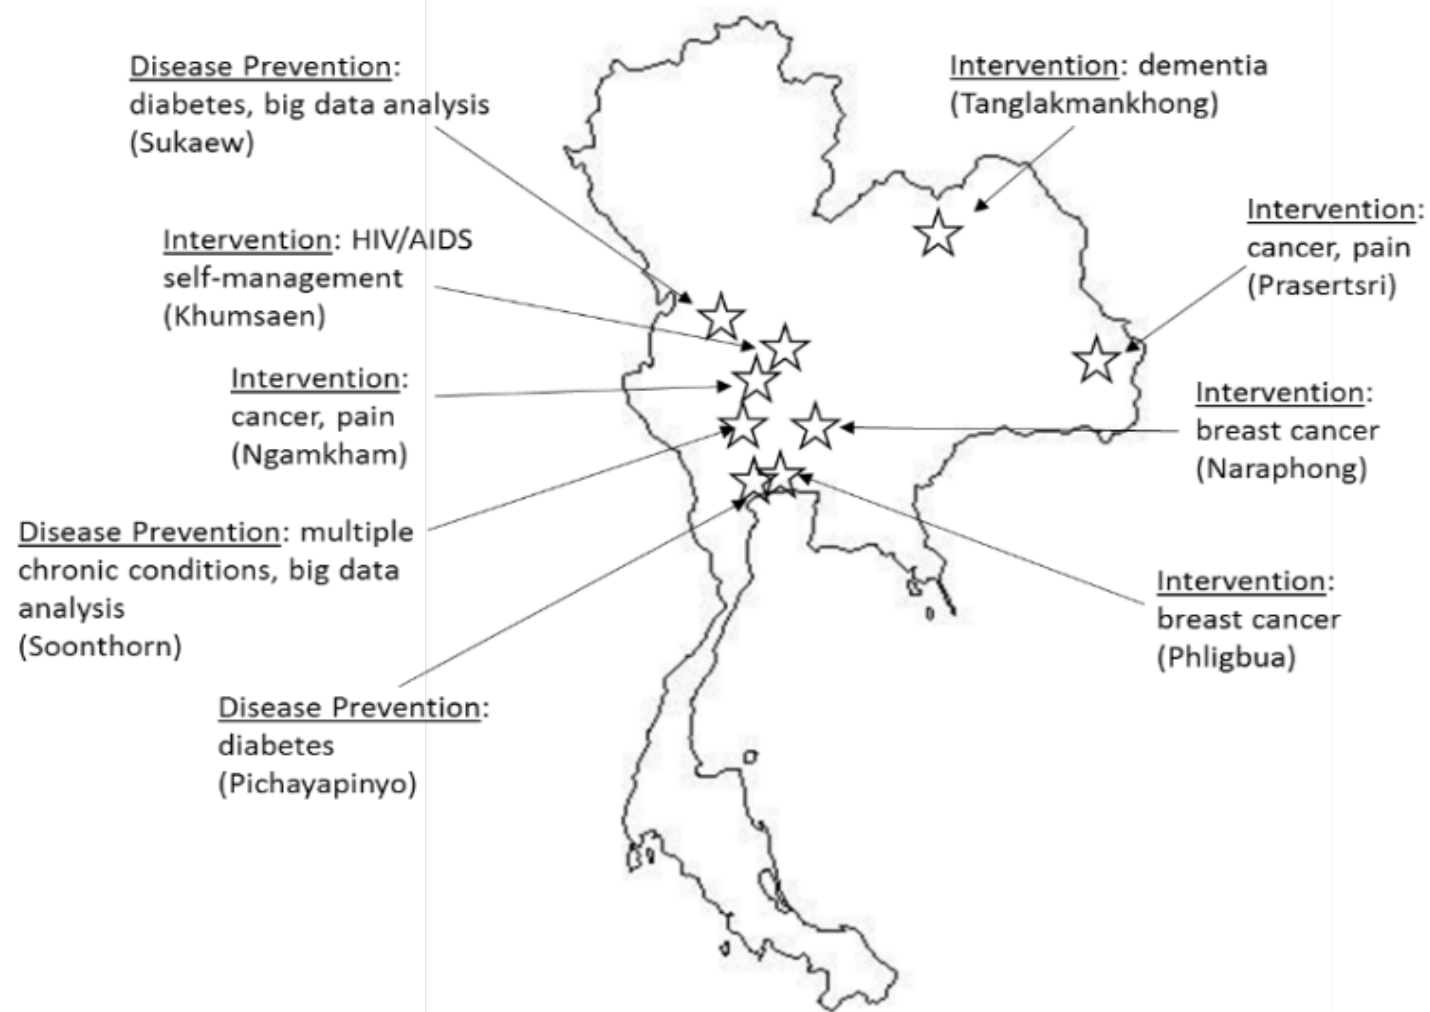 Disease Prevention:
diabetes, big data analysis
(Sukaew)
Intervention: HIV/AIDS
self-management
(Khumsaen)
Intervention:
cancer, pain
(Ngamkham)
Disease Prevention: multiple
chronic conditions, big data
analysis
(Soonthorn)
Disease Prevention:
diabetes
(Pichayapinyo)
Intervention: dementia
(Tanglakmankhong)
Intervention:
cancer, pain
(Prasertsri)
Intervention:
breast cancer
(Naraphong)
Intervention:
breast cancer
(Phligbua)